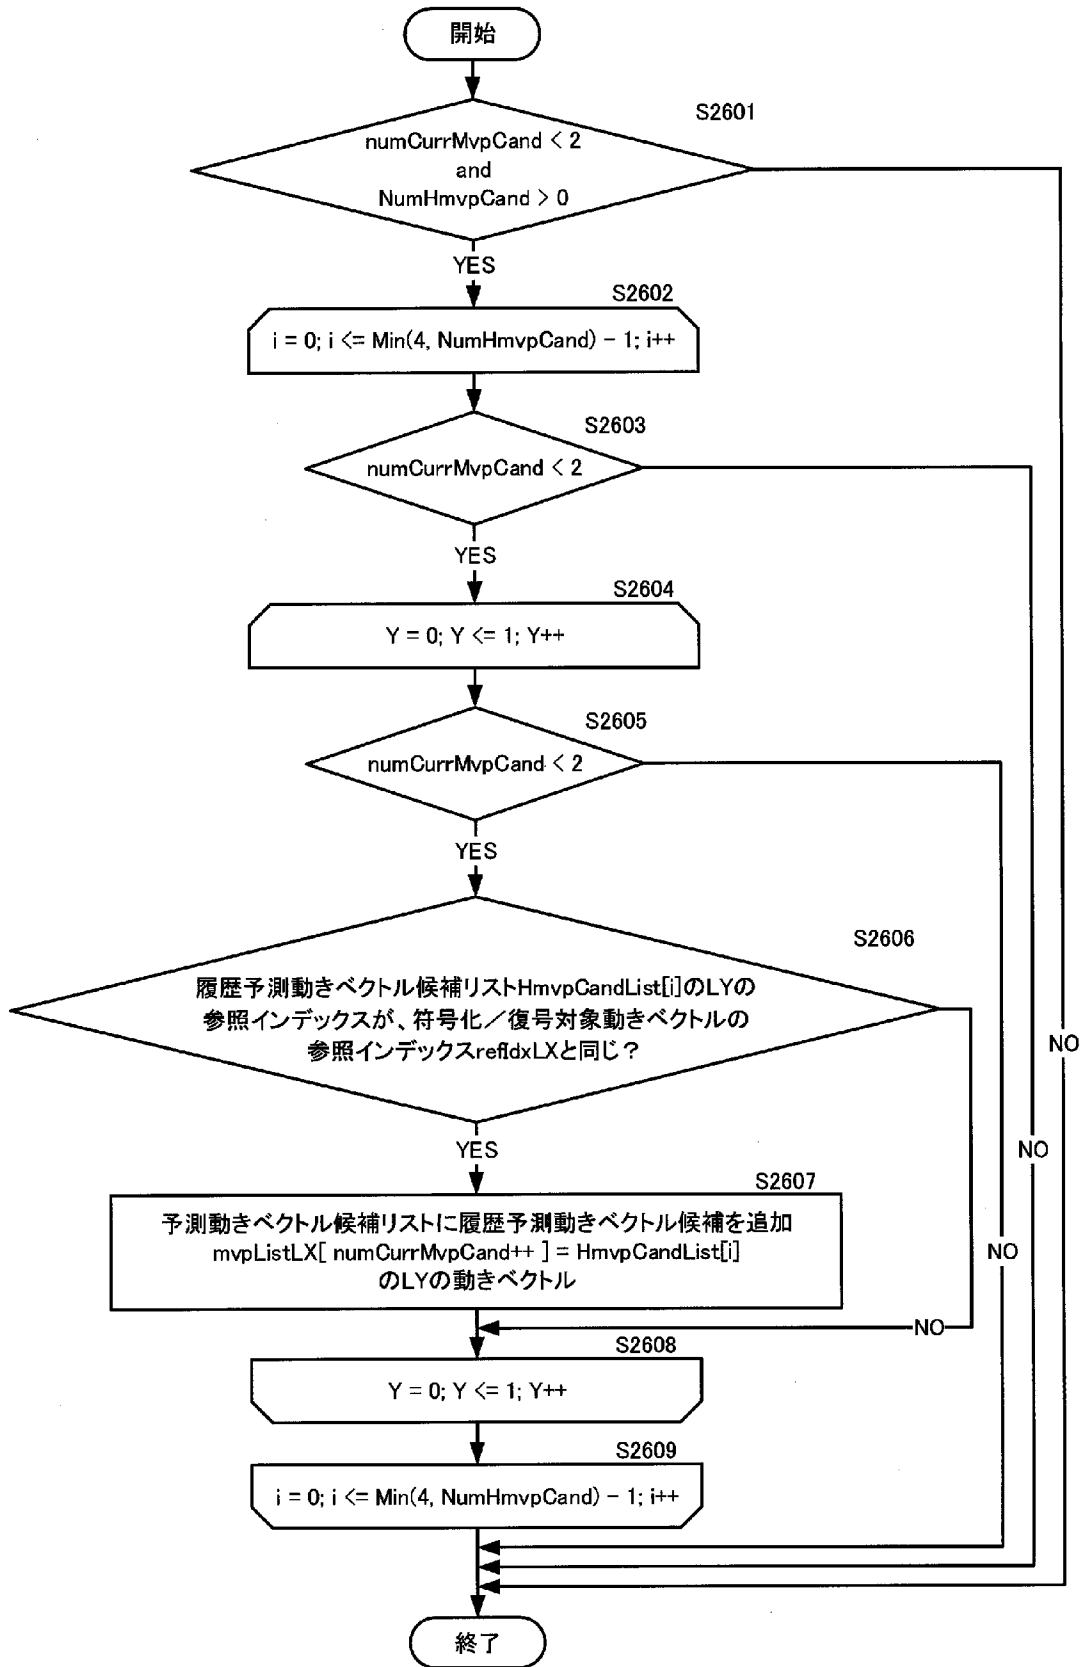 開始
S2601
numCurrMvpCand < 2
and
NumHmvpCand > 0
YES
S2602
i = 0; i <= Min(4, NumHmvpCand) - 1; i++
S2603
numCurrMvpCand < 2
YES
S2604
Y = 0; Y <= 1; Y++
S2605
numCurrMvpCand < 2
YES
S2606
履歴予測動きベクトル候補リストHmvpCandList[i]のLYの
参照インデックスが、符号化／復号対象動きベクトルの
参照インデックスrefIdxLXと同じ？
NO
YES
NO
S2607
予測動きベクトル候補リストに履歴予測動きベクトル候補を追加
mvpListLX[ numCurrMvpCand++ ] = HmvpCandList[i]
のLYの動きベクトル
NO
NO
S2608
Y = 0; Y <= 1; Y++
S2609
i = 0; i <= Min(4, NumHmvpCand) - 1; i++
終了